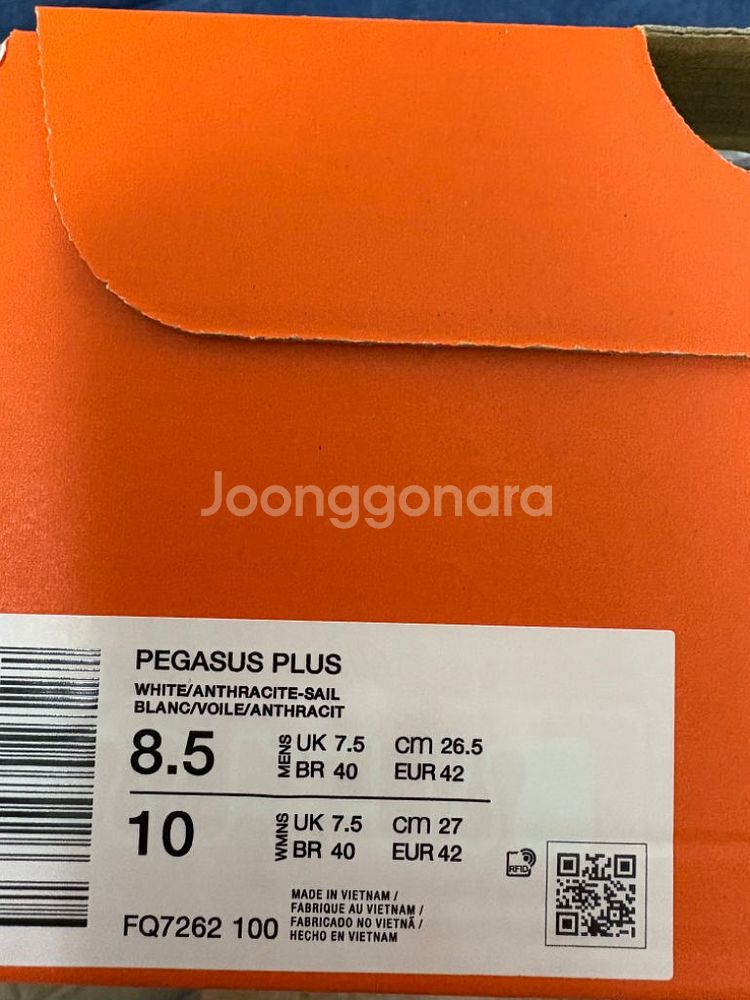 Joonggonara
PEGASUS PLUS
WHITE/ANTHRACITE-SAIL
BLANC/VOILE/ANTHRACIT
8.5 MENS UK 7.5 cm 26.5
BR 40 EUR 42
10 WMNS UK 7.5 cm 27
BR 40 EUR 42
RFID
MADE IN VIETNAM /
FABRIQUE AU VIETNAM /
FABRICADO NO VIETNÃ /
HECHO EN VIETNAM
FQ7262 100